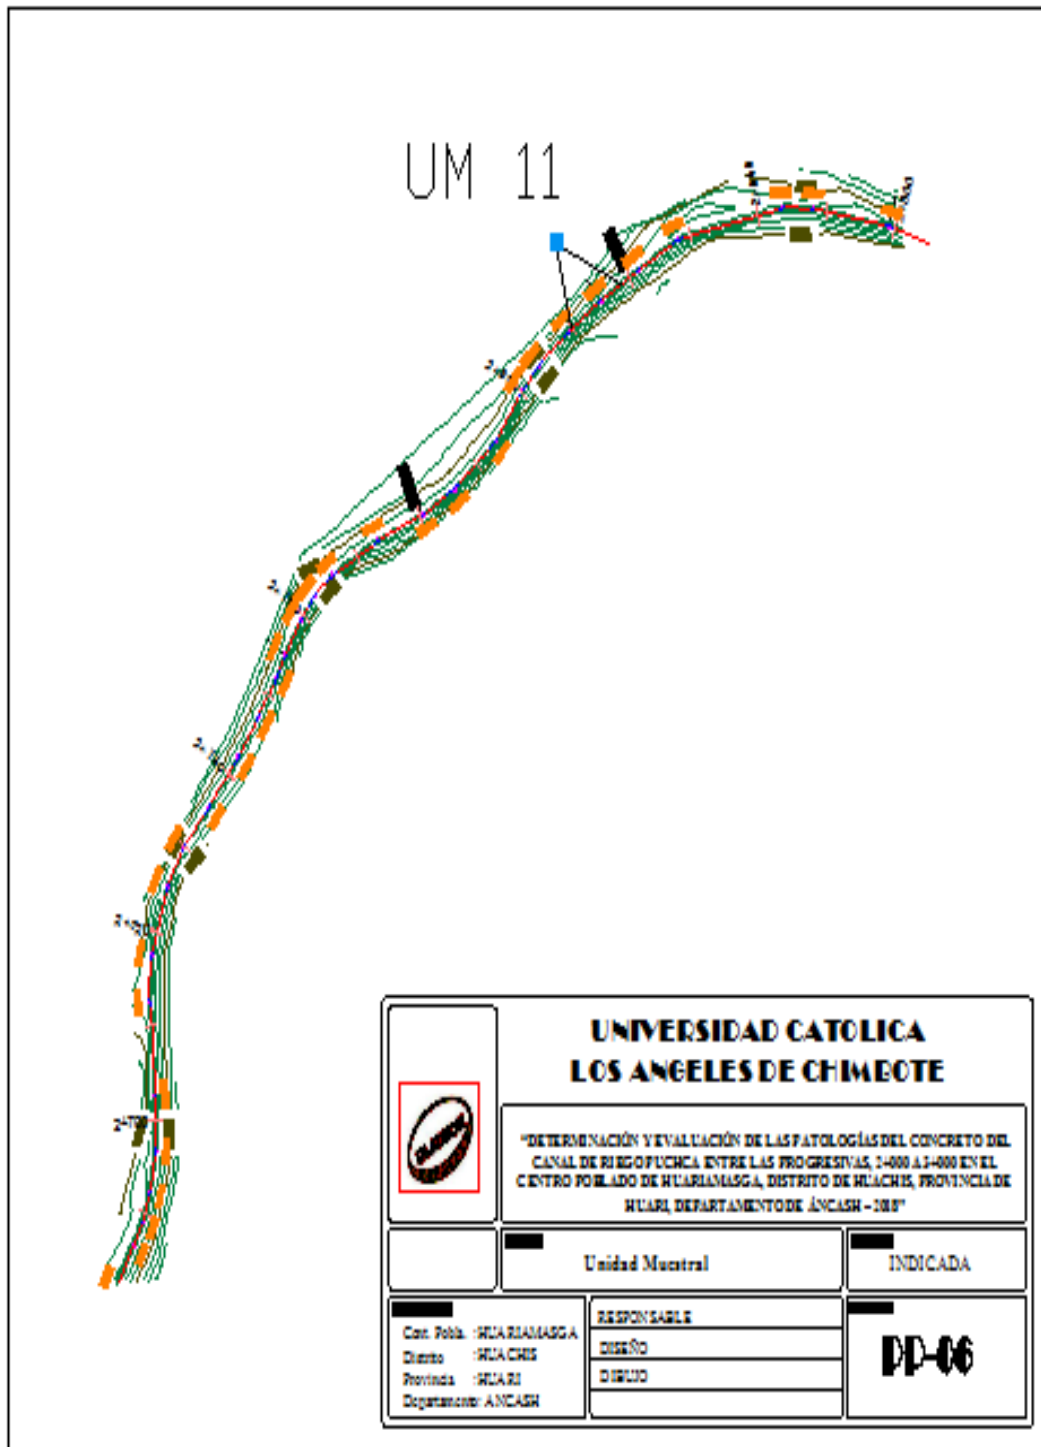 UM 11
UNIVERSIDAD CATOLICA
LOS ANGELES DE CHIMBOTE
"DETERMINACIÓN Y EVALUACIÓN DE LAS PATOLOGÍAS DEL CONCRETO DEL
CANAL DE RIEGO PUCHCA ENTRE LAS PROGRESIVAS, 2+000 A 3+000 EN EL
CENTRO POBLADO DE HUARIAMASGA, DISTRITO DE HUACHIS, PROVINCIA DE
HUARI, DEPARTAMENTO DE ÁNCASH – 2018"
Unidad Muestral
INDICADA
Cent. Pobla. :HUARIAMASGA
Distrito :HUACHIS
Provincia :HUARI
Departamento: ANCASH
RESPONSABLE
DISEÑO
DIBUJO
PP-06